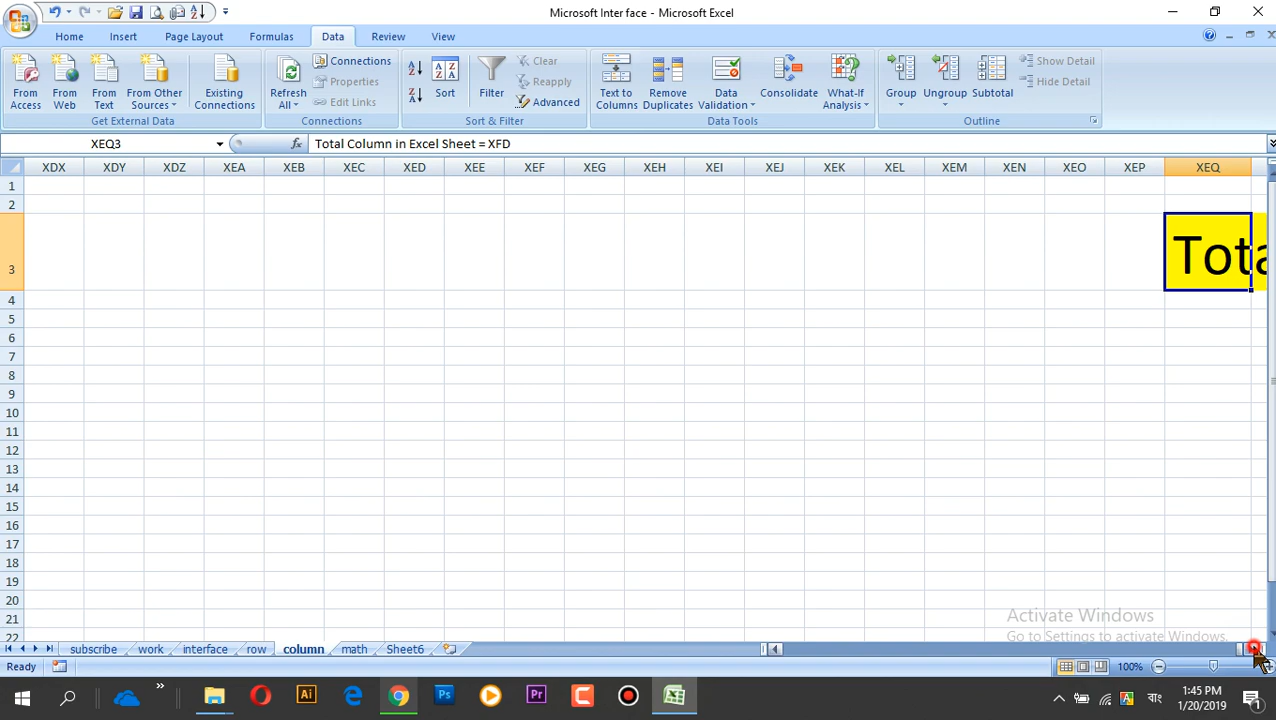 Microsoft Inter face - Microsoft Excel
Home Insert Page Layout Formulas Data Review View
From Access
From Web
From Text
From Other Sources
Existing Connections
Get External Data
Refresh All
Connections
Properties
Edit Links
Connections
Sort
Filter
Clear
Reapply
Advanced
Sort & Filter
Text to Columns
Remove Duplicates
Data Validation
Consolidate
What-If Analysis
Data Tools
Group
Ungroup
Subtotal
Show Detail
Hide Detail
Outline
XEQ3 fx Total Column in Excel Sheet = XFD
XDX XDY XDZ XEA XEB XEC XED XEE XEF XEG XEH XEI XEJ XEK XEL XEM XEN XEO XEP XEQ
1
2
3 Tota
4
5
6
7
8
9
10
11
12
13
14
15
16
17
18
19
20
21
22
Activate Windows
Go to Settings to activate Windows.
subscribe work interface row column math Sheet6
Ready 100%
Ai Ps Pr বাং 1:45 PM
1/20/2019 1